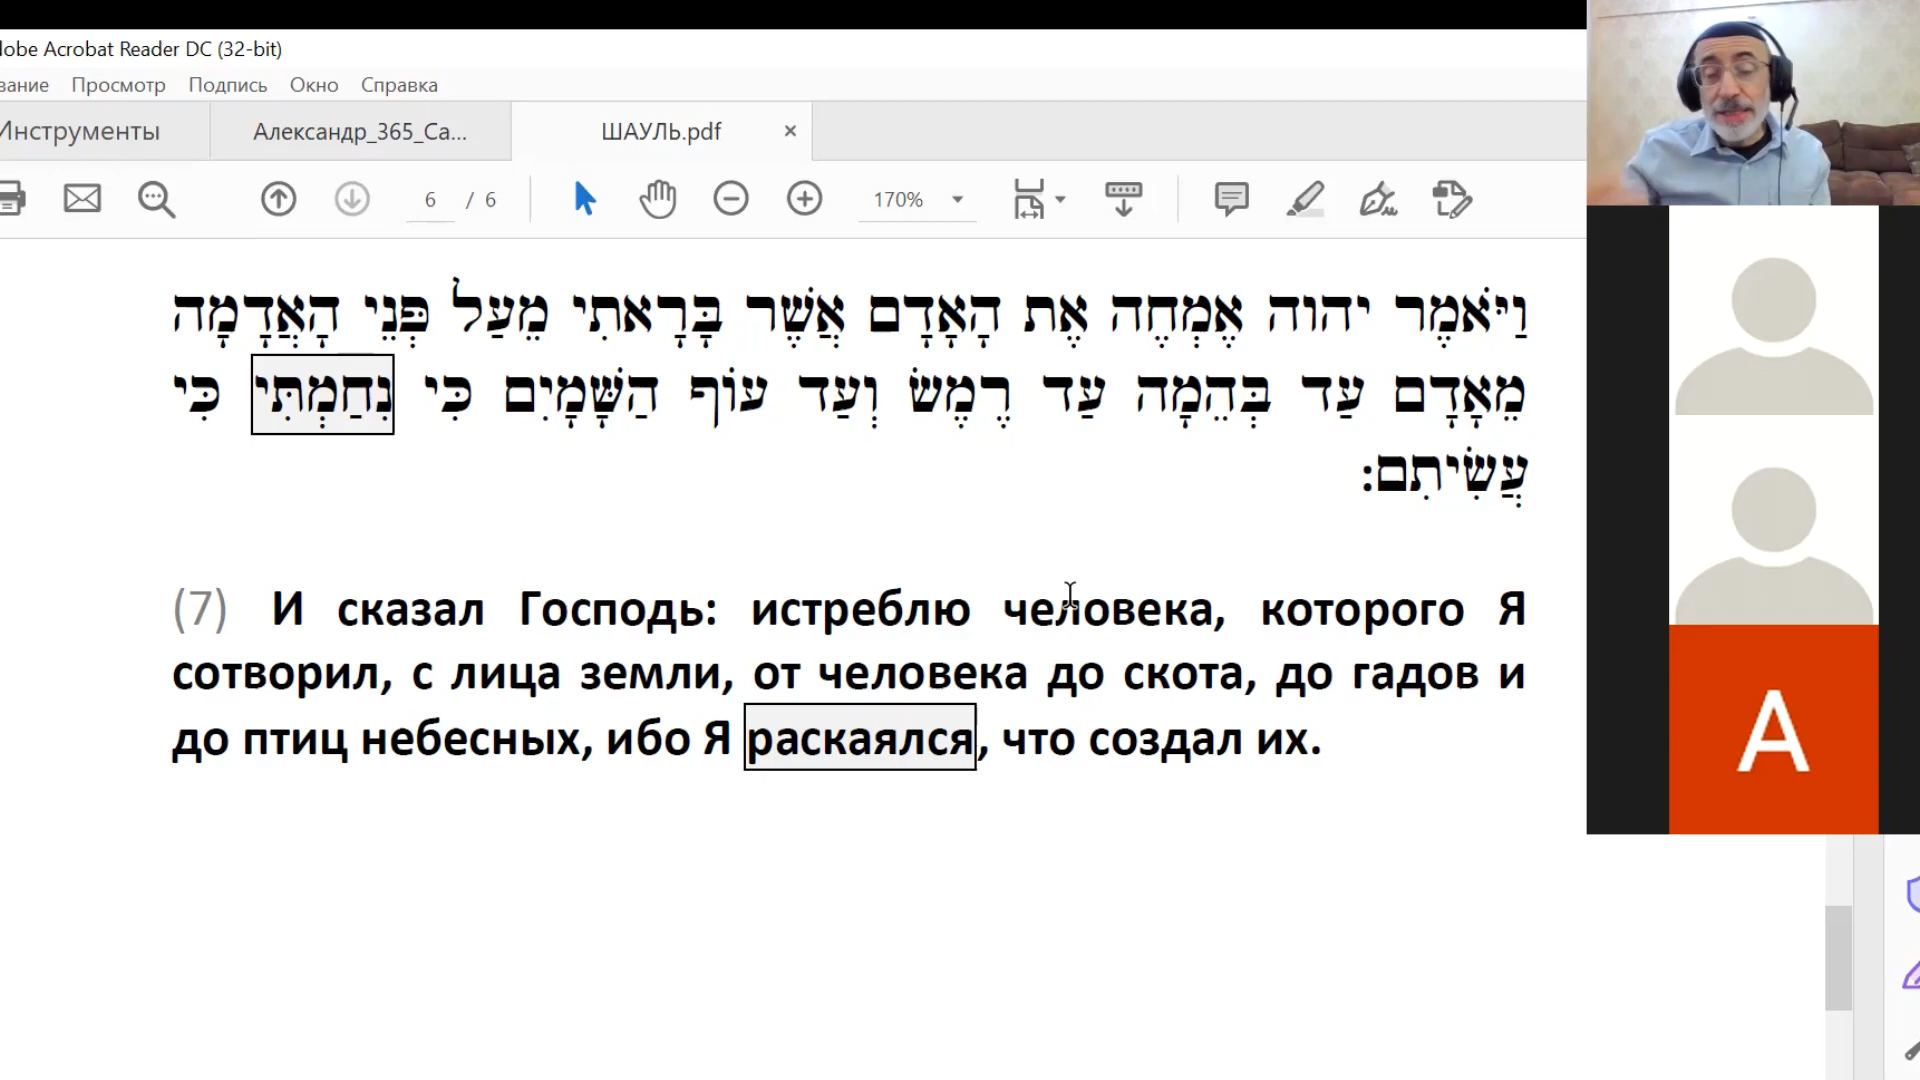 dobe Acrobat Reader DC (32-bit)
вание Просмотр Подпись Окно Справка
Инструменты Александр_365_Са... ШАУЛЬ.pdf ×
6 / 6 170%
וַיֹּאמֶר יהוה אֶמְחֶה אֶת הָאָדָם אֲשֶׁר בָּרָאתִי מֵעַל פְּנֵי הָאֲדָמָה
מֵאָדָם עַד בְּהֵמָה עַד רֶמֶשׂ וְעַד עוֹף הַשָּׁמָיִם כִּי נִחַמְתִּי כִּי
עֲשִׂיתִם:
(7) И сказал Господь: истреблю человека, которого Я
сотворил, с лица земли, от человека до скота, до гадов и
до птиц небесных, ибо Я раскаялся, что создал их.
A